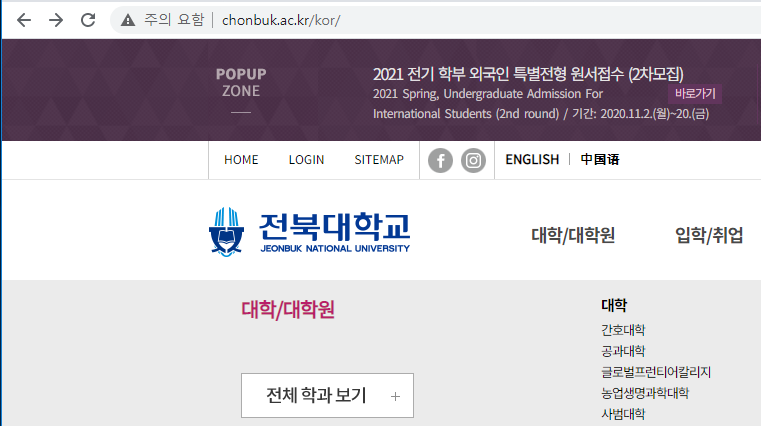 주의 요함 | chonbuk.ac.kr/kor/
POPUP
ZONE
2021 전기 학부 외국인 특별전형 원서접수 (2차모집)
2021 Spring, Undergraduate Admission For
International Students (2nd round) / 기간: 2020.11.2.(월)~20.(금)
바로가기
HOME
LOGIN
SITEMAP
ENGLISH | 中国语
전북대학교
JEONBUK NATIONAL UNIVERSITY
대학/대학원
입학/취업
대학/대학원
전체 학과 보기 +
대학
간호대학
공과대학
글로벌프런티어칼리지
농업생명과학대학
사범대학